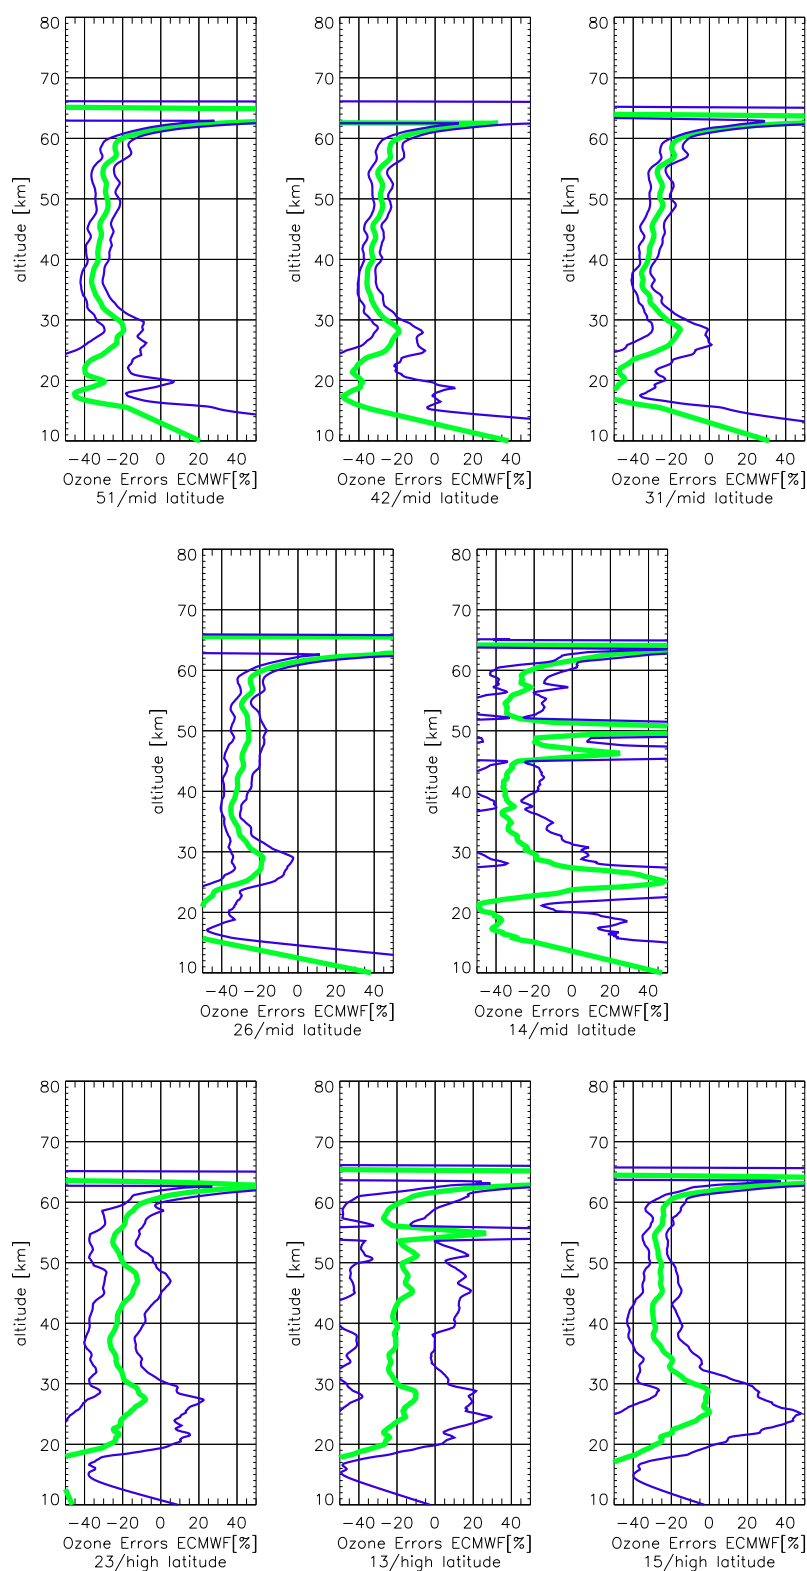 80 80 80
70 70 70
60 60 60
50 50 50
40 40 40
30 30 30
20 20 20
10 10 10
altitude [km] altitude [km] altitude [km]
-40 -20 0 20 40 -40 -20 0 20 40 -40 -20 0 20 40
Ozone Errors ECMWF[%] Ozone Errors ECMWF[%] Ozone Errors ECMWF[%]
51/mid latitude 42/mid latitude 31/mid latitude
80 80
70 70
60 60
50 50
40 40
30 30
20 20
10 10
altitude [km] altitude [km]
-40 -20 0 20 40 -40 -20 0 20 40
Ozone Errors ECMWF[%] Ozone Errors ECMWF[%]
26/mid latitude 14/mid latitude
80 80 80
70 70 70
60 60 60
50 50 50
40 40 40
30 30 30
20 20 20
10 10 10
altitude [km] altitude [km] altitude [km]
-40 -20 0 20 40 -40 -20 0 20 40 -40 -20 0 20 40
Ozone Errors ECMWF[%] Ozone Errors ECMWF[%] Ozone Errors ECMWF[%]
23/high latitude 13/high latitude 15/high latitude